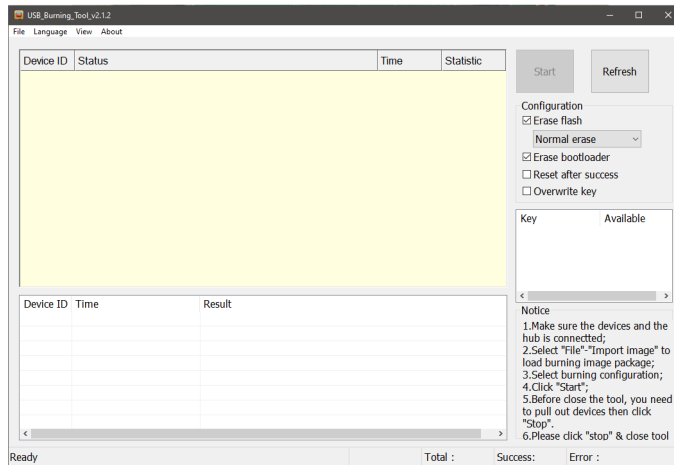 USB_Burning_Tool_v2.1.2
File Language View About
Device ID Status Time Statistic
Start Refresh
Configuration
Erase flash
Normal erase
Erase bootloader
Reset after success
Overwrite key
Key Available
Device ID Time Result
Notice
1.Make sure the devices and the
hub is connectted;
2.Select "File"-"Import image" to
load burning image package;
3.Select burning configuration;
4.Click "Start";
5.Before close the tool, you need
to pull out devices then click
"Stop".
6.Please click "stop" & close tool
Ready Total : Success: Error :